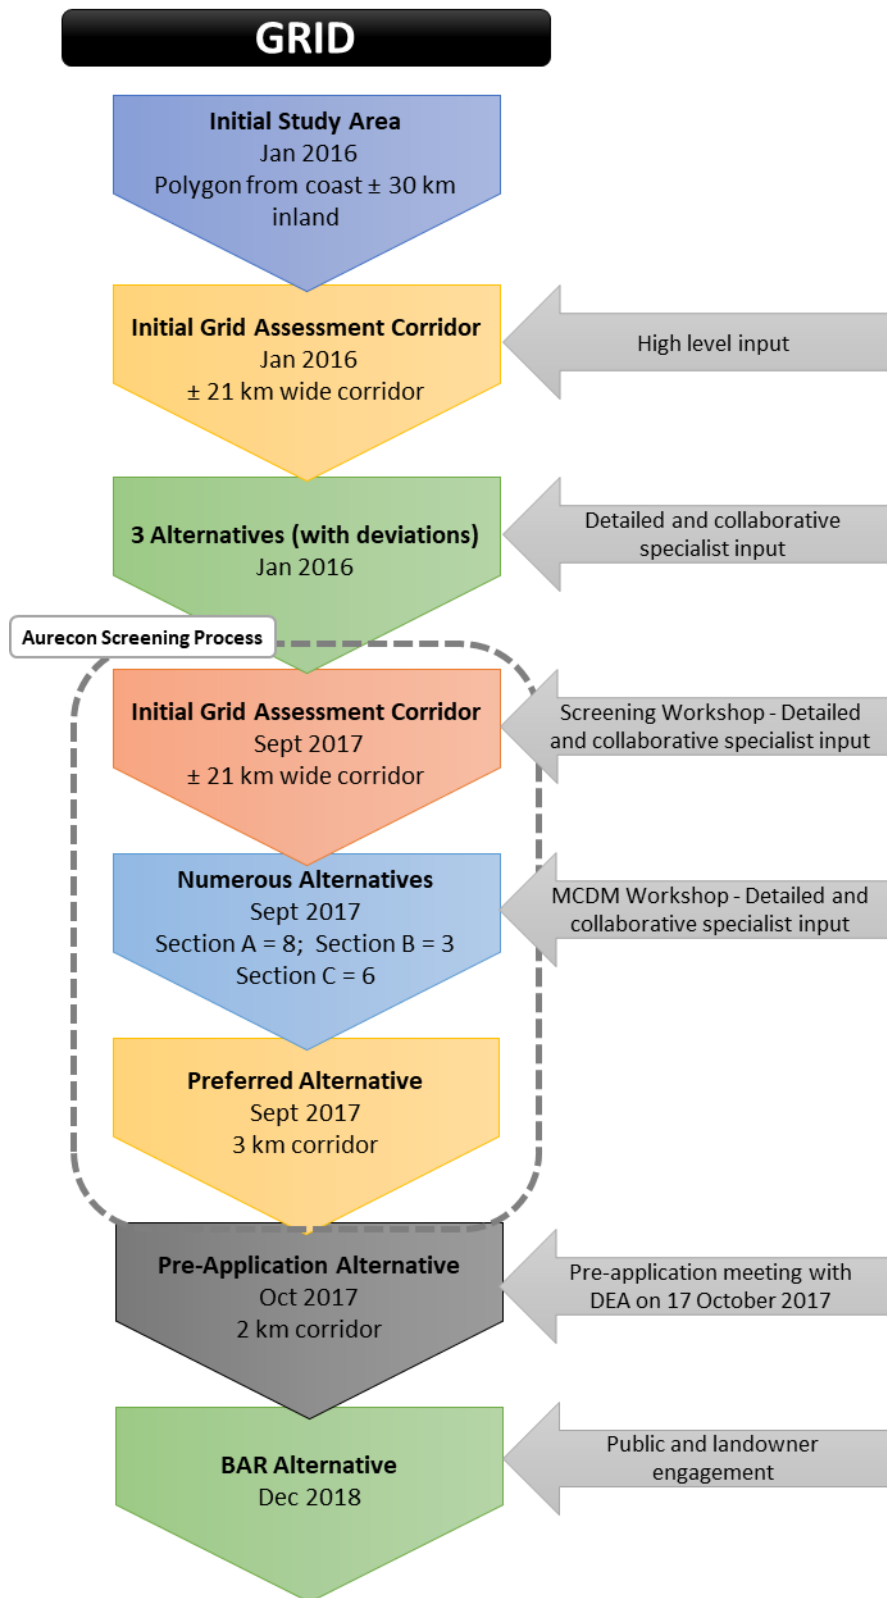 GRID
Initial Study Area
Jan 2016
Polygon from coast ± 30 km
inland
Initial Grid Assessment Corridor
Jan 2016
± 21 km wide corridor
High level input
3 Alternatives (with deviations)
Jan 2016
Detailed and collaborative
specialist input
Aurecon Screening Process
Initial Grid Assessment Corridor
Sept 2017
± 21 km wide corridor
Screening Workshop - Detailed
and collaborative specialist input
Numerous Alternatives
Sept 2017
Section A = 8; Section B = 3
Section C = 6
MCDM Workshop - Detailed and
collaborative specialist input
Preferred Alternative
Sept 2017
3 km corridor
Pre-Application Alternative
Oct 2017
2 km corridor
Pre-application meeting with
DEA on 17 October 2017
BAR Alternative
Dec 2018
Public and landowner
engagement